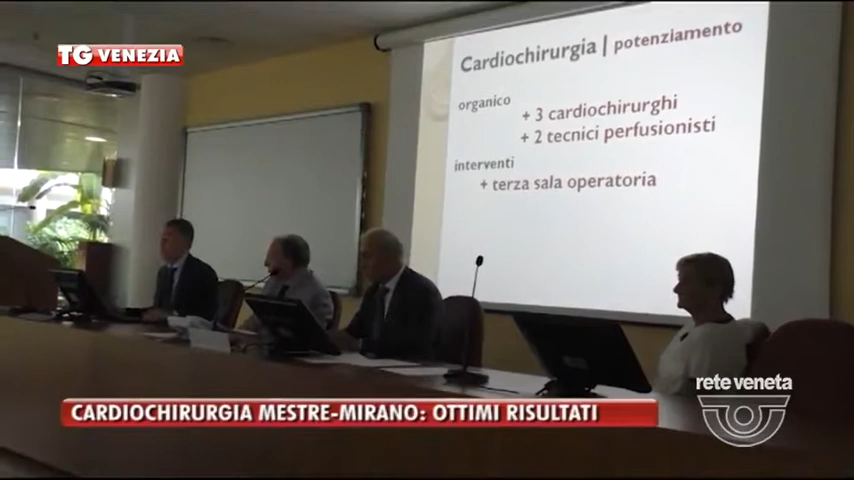 TG VENEZIA
Cardiochirurgia | potenziamento
organico
+ 3 cardiochirurghi
+ 2 tecnici perfusionisti
interventi
+ terza sala operatoria
rete veneta
CARDIOCHIRURGIA MESTRE-MIRANO: OTTIMI RISULTATI